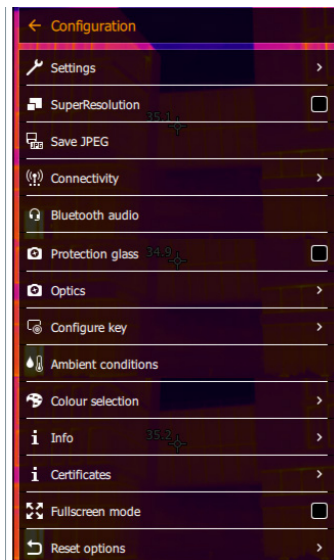 Configuration
Settings
SuperResolution
35.1
JPG Save JPEG
Connectivity
Bluetooth audio
Protection glass 34.9
Optics
Configure key
Ambient conditions
Colour selection
Info 35.2
Certificates
Fullscreen mode
Reset options